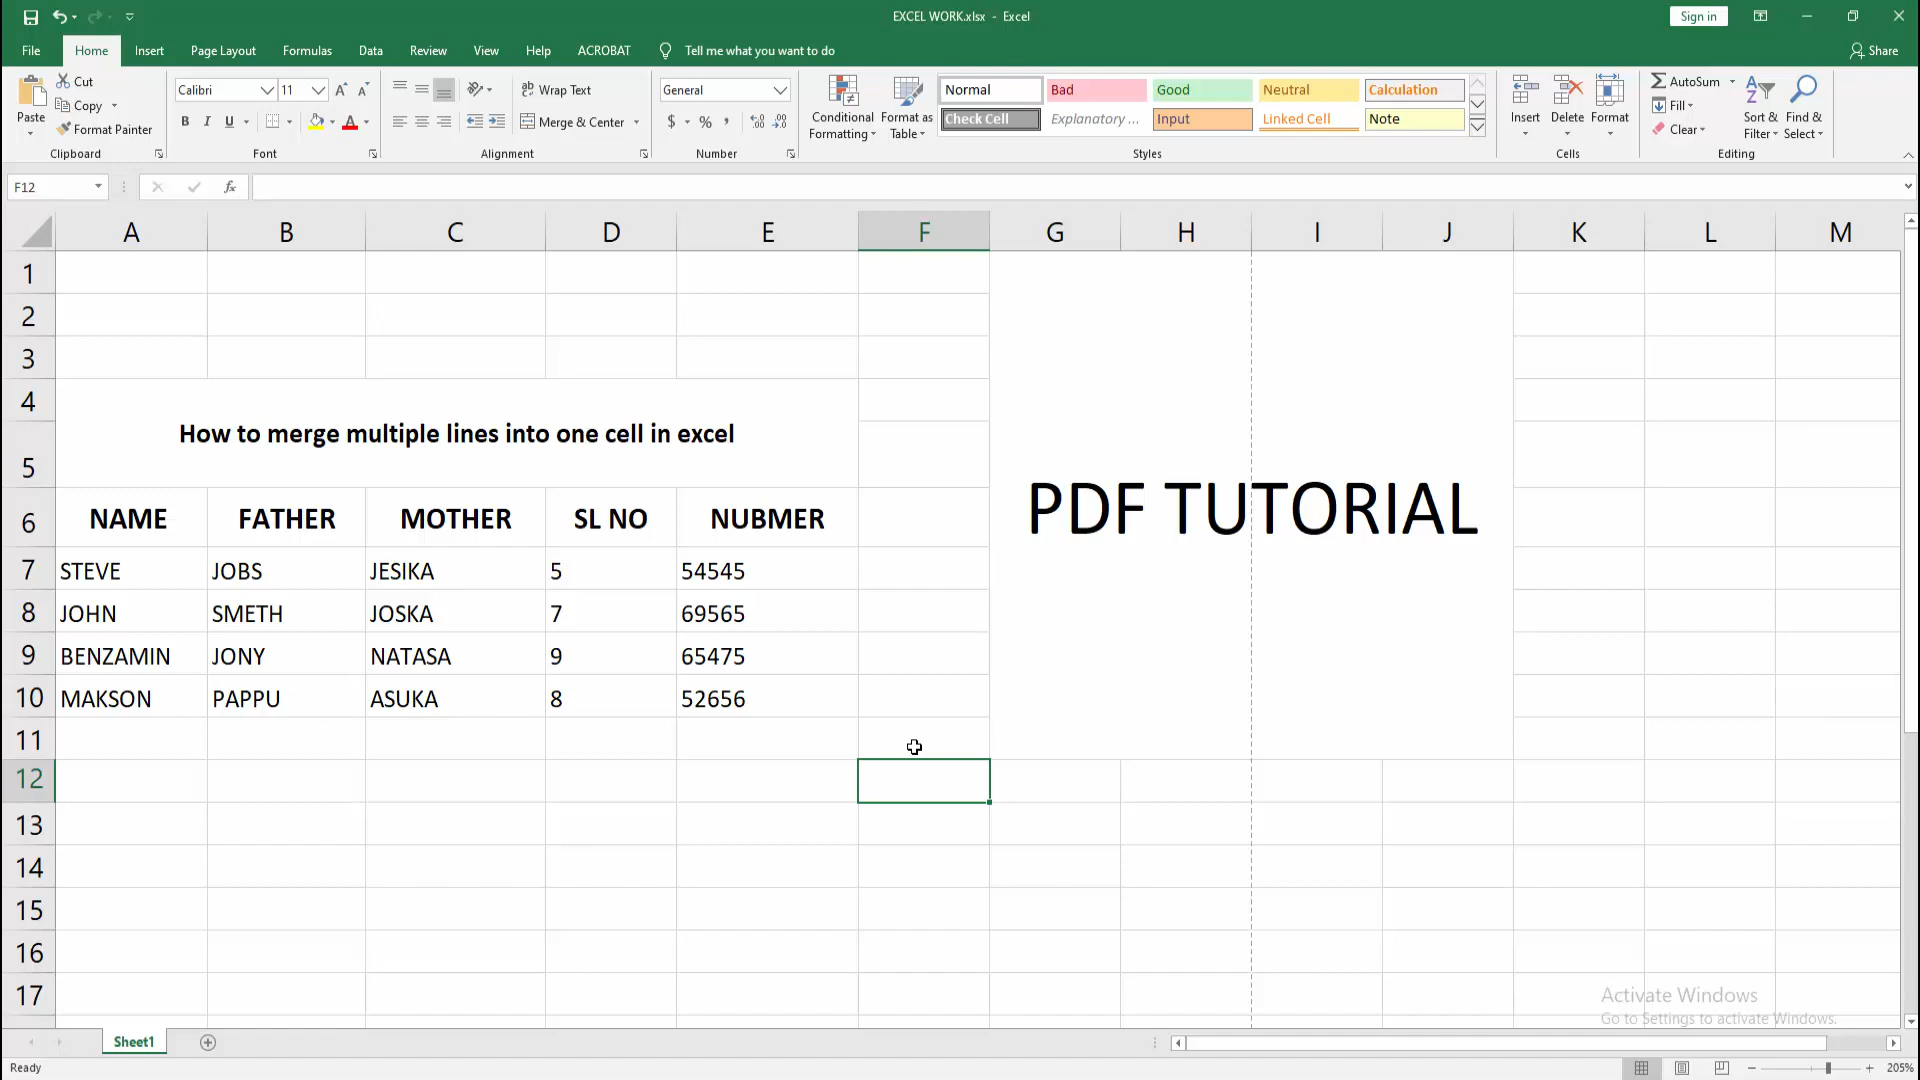 EXCEL WORK.xlsx - Excel
Sign in
File Home Insert Page Layout Formulas Data Review View Help ACROBAT Tell me what you want to do Share
Paste
Cut
Copy
Format Painter
Clipboard
Calibri 11
B I U
Font
Wrap Text
Merge & Center
Alignment
General
$ % ,
Number
Conditional Formatting
Format as Table
Normal Bad Good Neutral Calculation
Check Cell Explanatory ... Input Linked Cell Note
Styles
Insert Delete Format
Cells
AutoSum
Fill
Clear
Sort & Filter
Find & Select
Editing
F12 fx
A B C D E F G H I J K L M
1
2
3
4
How to merge multiple lines into one cell in excel
5
PDF TUTORIAL
6 NAME FATHER MOTHER SL NO NUBMER
7 STEVE JOBS JESIKA 5 54545
8 JOHN SMETH JOSKA 7 69565
9 BENZAMIN JONY NATASA 9 65475
10 MAKSON PAPPU ASUKA 8 52656
11
12
13
14
15
16
17
Activate Windows
Go to Settings to activate Windows.
Sheet1
Ready
205%